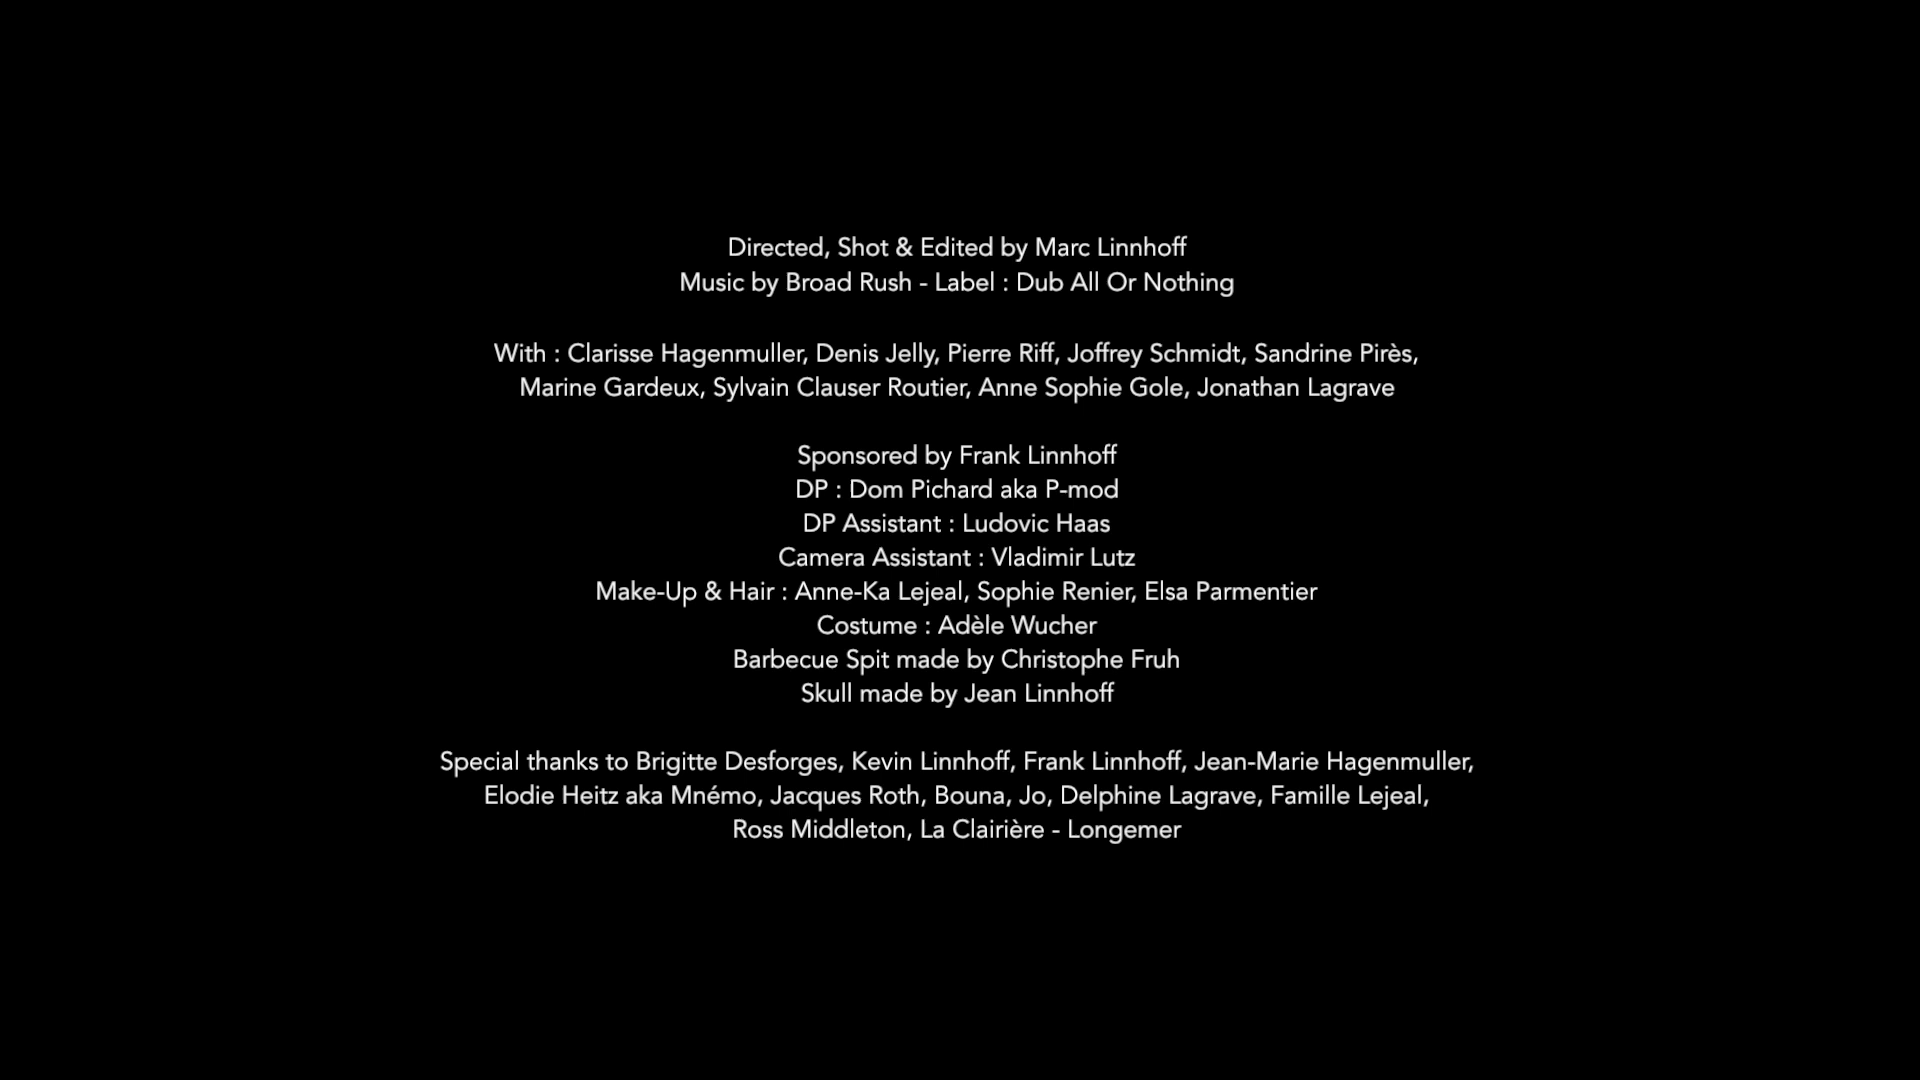 Directed, Shot & Edited by Marc Linnhoff
Music by Broad Rush - Label : Dub All Or Nothing
With : Clarisse Hagenmuller, Denis Jelly, Pierre Riff, Joffrey Schmidt, Sandrine Pirès,
Marine Gardeux, Sylvain Clauser Routier, Anne Sophie Gole, Jonathan Lagrave
Sponsored by Frank Linnhoff
DP : Dom Pichard aka P-mod
DP Assistant : Ludovic Haas
Camera Assistant : Vladimir Lutz
Make-Up & Hair : Anne-Ka Lejeal, Sophie Renier, Elsa Parmentier
Costume : Adèle Wucher
Barbecue Spit made by Christophe Fruh
Skull made by Jean Linnhoff
Special thanks to Brigitte Desforges, Kevin Linnhoff, Frank Linnhoff, Jean-Marie Hagenmuller,
Elodie Heitz aka Mnémo, Jacques Roth, Bouna, Jo, Delphine Lagrave, Famille Lejeal,
Ross Middleton, La Clairière - Longemer